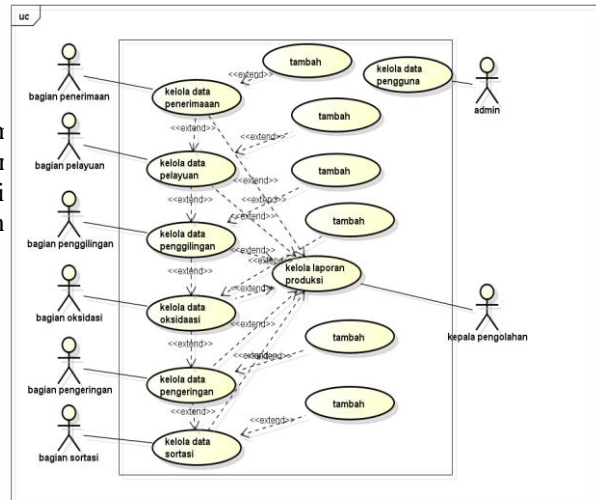 uc
bagian penerimaan
kelola data
penerimaaan
<<extend>>
tambah
kelola data
pengguna
admin
<<extend>>
<<extend>>
tambah
bagian pelayuan
kelola data
pelayuan
<<extend>>
<<extend>>
tambah
bagian penggilingan
kelola data
penggilingan
tambah
<<extend>>
<<extend>>
kelola laporan
produksi
bagian oksidasi
kelola data
oksidaasi
<<extend>>
<<extend>>
kepala pengolahan
tambah
<<extend>>
bagian pengeringan
kelola data
pengeringan
<<extend>>
tambah
<<extend>>
bagian sortasi
kelola data
sortasi